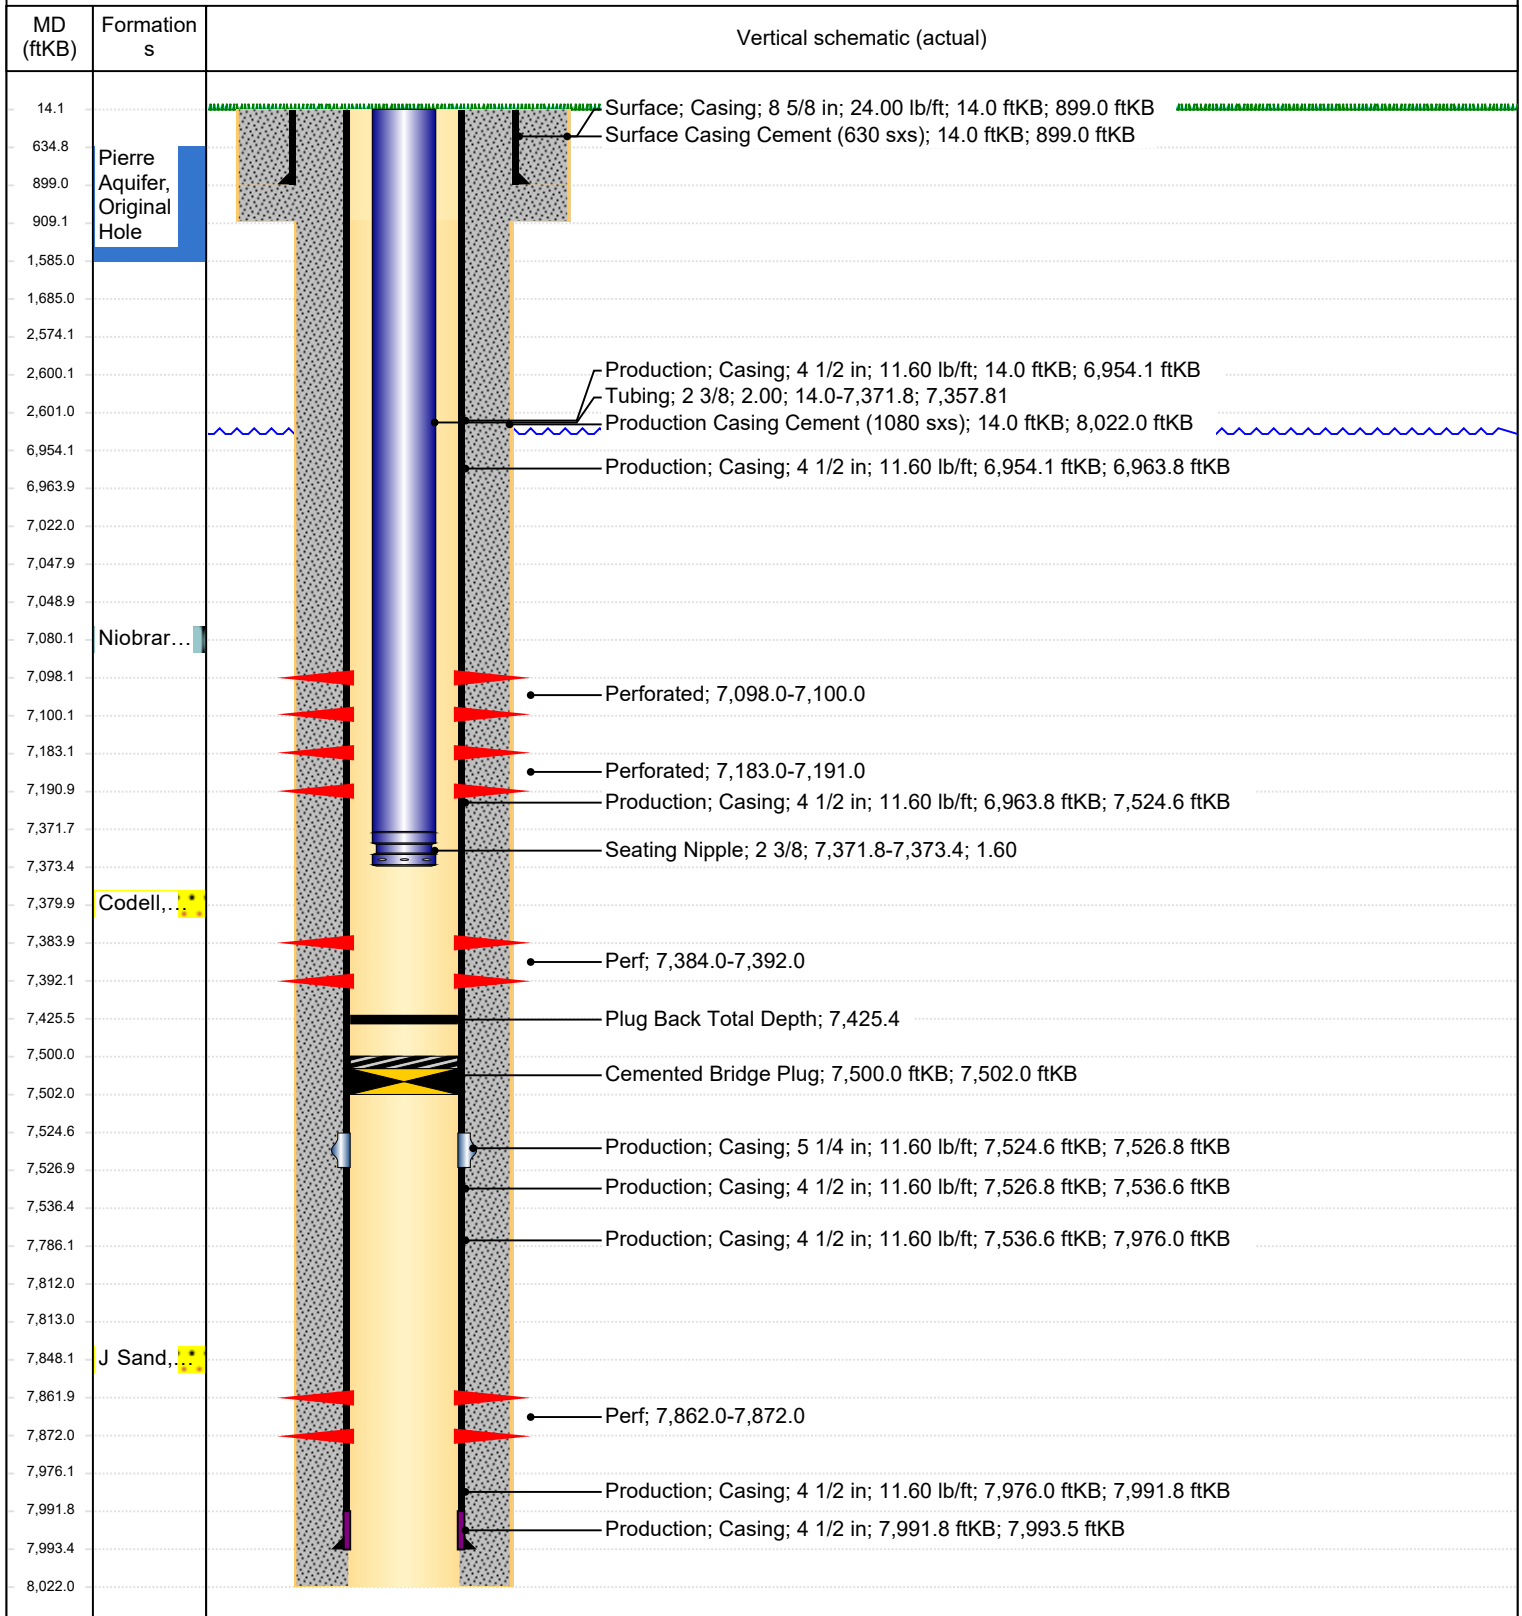 MD
(ftKB)
Formation
s
Vertical schematic (actual)
14.1
Surface; Casing; 8 5/8 in; 24.00 lb/ft; 14.0 ftKB; 899.0 ftKB
Surface Casing Cement (630 sxs); 14.0 ftKB; 899.0 ftKB
634.8
Pierre
Aquifer,
Original
Hole
899.0
909.1
1,585.0
1,685.0
2,574.1
2,600.1
Production; Casing; 4 1/2 in; 11.60 lb/ft; 14.0 ftKB; 6,954.1 ftKB
Tubing; 2 3/8; 2.00; 14.0-7,371.8; 7,357.81
2,601.0
Production Casing Cement (1080 sxs); 14.0 ftKB; 8,022.0 ftKB
6,954.1
Production; Casing; 4 1/2 in; 11.60 lb/ft; 6,954.1 ftKB; 6,963.8 ftKB
6,963.9
7,022.0
7,047.9
7,048.9
7,080.1
Niobrar…
7,098.1
Perforated; 7,098.0-7,100.0
7,100.1
7,183.1
Perforated; 7,183.0-7,191.0
7,190.9
Production; Casing; 4 1/2 in; 11.60 lb/ft; 6,963.8 ftKB; 7,524.6 ftKB
7,371.7
Seating Nipple; 2 3/8; 7,371.8-7,373.4; 1.60
7,373.4
7,379.9
Codell,…
7,383.9
Perf; 7,384.0-7,392.0
7,392.1
7,425.5
Plug Back Total Depth; 7,425.4
7,500.0
Cemented Bridge Plug; 7,500.0 ftKB; 7,502.0 ftKB
7,502.0
7,524.6
Production; Casing; 5 1/4 in; 11.60 lb/ft; 7,524.6 ftKB; 7,526.8 ftKB
7,526.9
Production; Casing; 4 1/2 in; 11.60 lb/ft; 7,526.8 ftKB; 7,536.6 ftKB
7,536.4
Production; Casing; 4 1/2 in; 11.60 lb/ft; 7,536.6 ftKB; 7,976.0 ftKB
7,786.1
7,812.0
7,813.0
7,848.1
J Sand,…
7,861.9
Perf; 7,862.0-7,872.0
7,872.0
7,976.1
Production; Casing; 4 1/2 in; 11.60 lb/ft; 7,976.0 ftKB; 7,991.8 ftKB
7,991.8
Production; Casing; 4 1/2 in; 7,991.8 ftKB; 7,993.5 ftKB
7,993.4
8,022.0